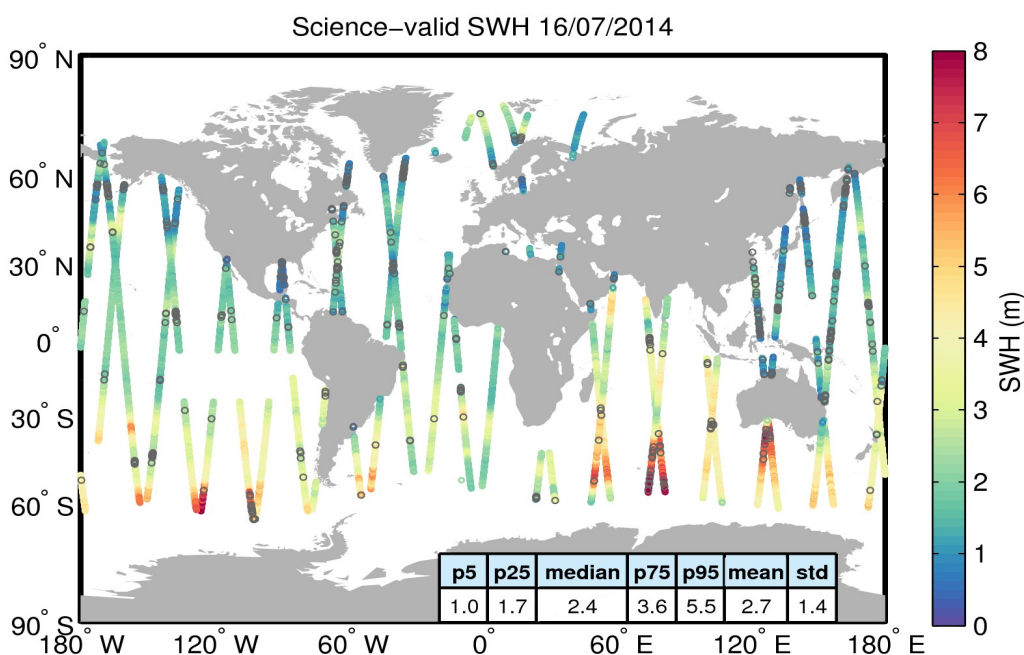 Science−valid SWH 16/07/2014
90° N
60° N
30° N
0°
30° S
60° S
90° S
180° W
120° W
60° W
0°
60° E
120° E
180° E
p5 p25 median p75 p95 mean std
1.0 1.7 2.4 3.6 5.5 2.7 1.4
8
7
6
5
4
3
2
1
0
SWH (m)